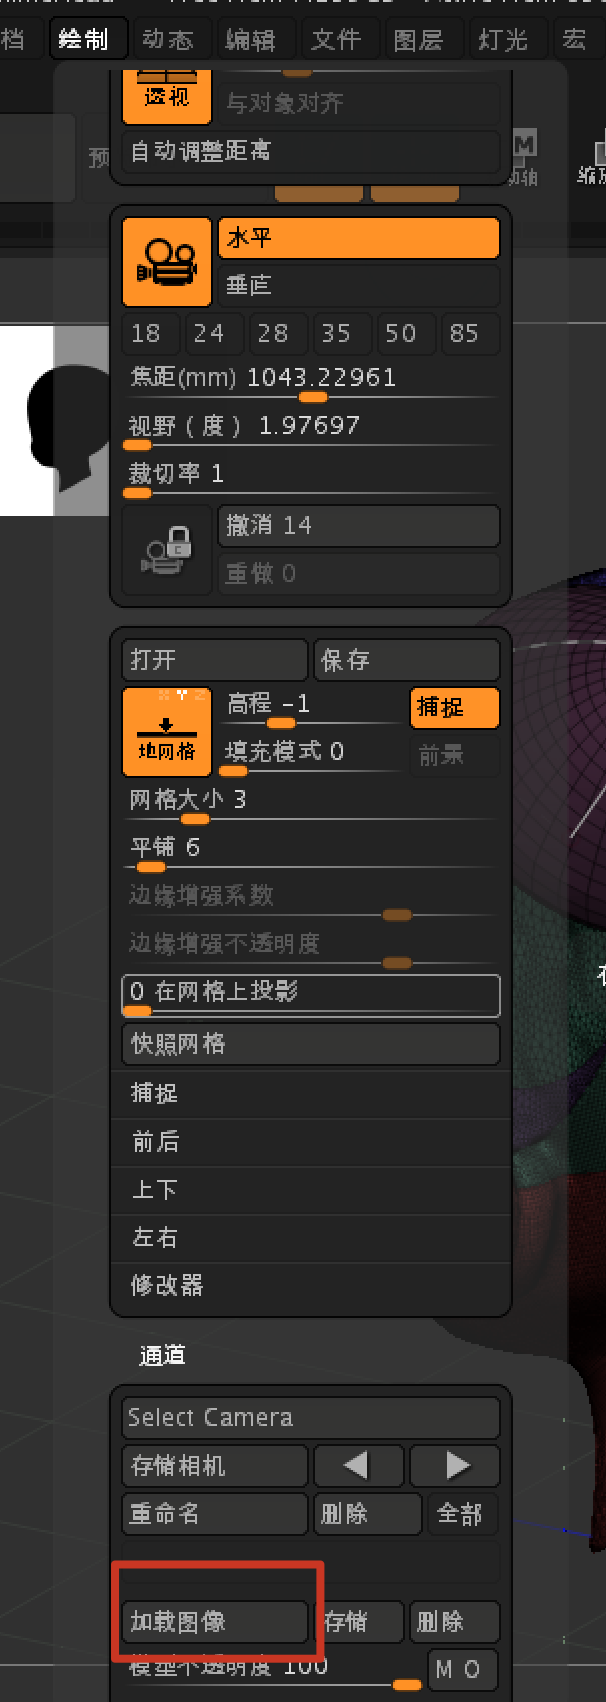 档 绘制 动态 编辑 文件 图层 灯光 宏
透视
与对象对齐
预
自动调整距离
M
水平
垂直
18 24 28 35 50 85
焦距(mm) 1043.22961
视野(度) 1.97697
裁切率 1
撤消 14
重做 0
打开 保存
X Y Z
高程 -1 捕捉
地网格
填充模式 0 前景
网格大小 3
平铺 6
边缘增强系数
边缘增强不透明度
0 在网格上投影
快照网格
捕捉
前后
上下
左右
修改器
通道
Select Camera
存储相机
重命名 删除 全部
加载图像 存储 删除
模型不透明度 100 M O